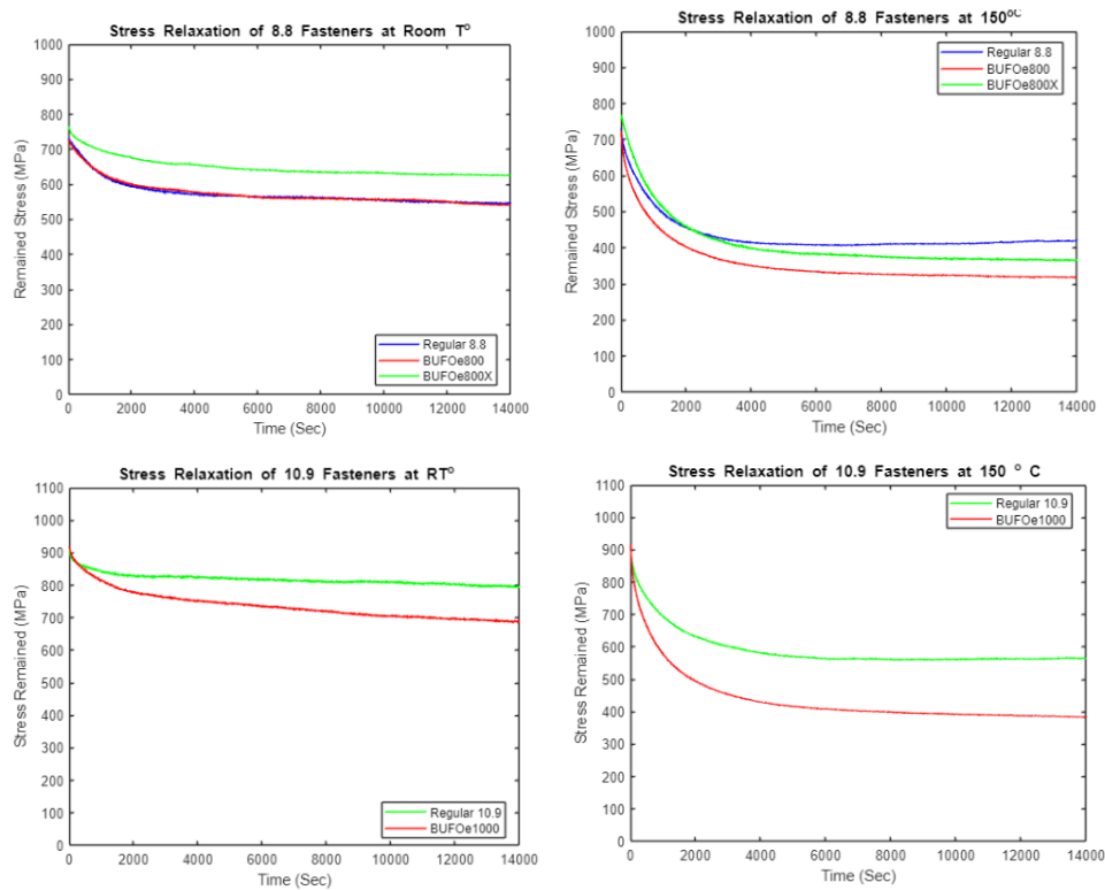 Stress Relaxation of 8.8 Fasteners at Room T°
Remained Stress (MPa)
1000
900
800
700
600
500
400
300
200
100
0
Regular 8.8
BUFOe800
BUFOe800X
0 2000 4000 6000 8000 10000 12000 14000
Time (Sec)
Stress Relaxation of 8.8 Fasteners at 150°C
Remained Stress (MPa)
1000
900
800
700
600
500
400
300
200
100
0
Regular 8.8
BUFOe800
BUFOe800X
0 2000 4000 6000 8000 10000 12000 14000
Time (Sec)
Stress Relaxation of 10.9 Fasteners at RT°
Stress Remained (MPa)
1100
1000
900
800
700
600
500
400
300
200
100
0
Regular 10.9
BUFOe1000
0 2000 4000 6000 8000 10000 12000 14000
Time (Sec)
Stress Relaxation of 10.9 Fasteners at 150 ° C
Stress Remained (MPa)
1100
1000
900
800
700
600
500
400
300
200
100
0
Regular 10.9
BUFOe1000
0 2000 4000 6000 8000 10000 12000 14000
Time (Sec)